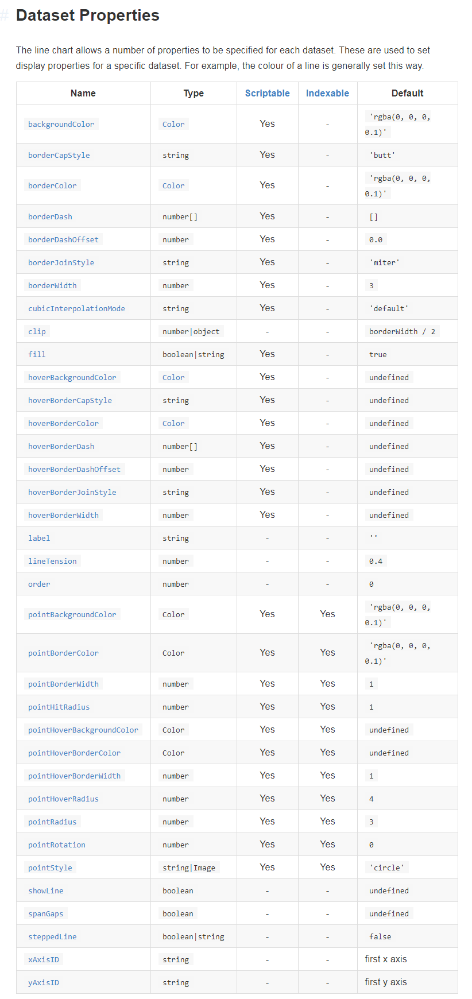 # Dataset Properties
The line chart allows a number of properties to be specified for each dataset. These are used to set
display properties for a specific dataset. For example, the colour of a line is generally set this way.
Name Type Scriptable Indexable Default
backgroundColor Color Yes - 'rgba(0, 0, 0,
0.1)'
borderCapStyle string Yes - 'butt'
borderColor Color Yes - 'rgba(0, 0, 0,
0.1)'
borderDash number[] Yes - []
borderDashOffset number Yes - 0.0
borderJoinStyle string Yes - 'miter'
borderWidth number Yes - 3
cubicInterpolationMode string Yes - 'default'
clip number|object - - borderWidth / 2
fill boolean|string Yes - true
hoverBackgroundColor Color Yes - undefined
hoverBorderCapStyle string Yes - undefined
hoverBorderColor Color Yes - undefined
hoverBorderDash number[] Yes - undefined
hoverBorderDashOffset number Yes - undefined
hoverBorderJoinStyle string Yes - undefined
hoverBorderWidth number Yes - undefined
label string - - ''
lineTension number - - 0.4
order number - - 0
pointBackgroundColor Color Yes Yes 'rgba(0, 0, 0,
0.1)'
pointBorderColor Color Yes Yes 'rgba(0, 0, 0,
0.1)'
pointBorderWidth number Yes Yes 1
pointHitRadius number Yes Yes 1
pointHoverBackgroundColor Color Yes Yes undefined
pointHoverBorderColor Color Yes Yes undefined
pointHoverBorderWidth number Yes Yes 1
pointHoverRadius number Yes Yes 4
pointRadius number Yes Yes 3
pointRotation number Yes Yes 0
pointStyle string|Image Yes Yes 'circle'
showLine boolean - - undefined
spanGaps boolean - - undefined
steppedLine boolean|string - - false
xAxisID string - - first x axis
yAxisID string - - first y axis